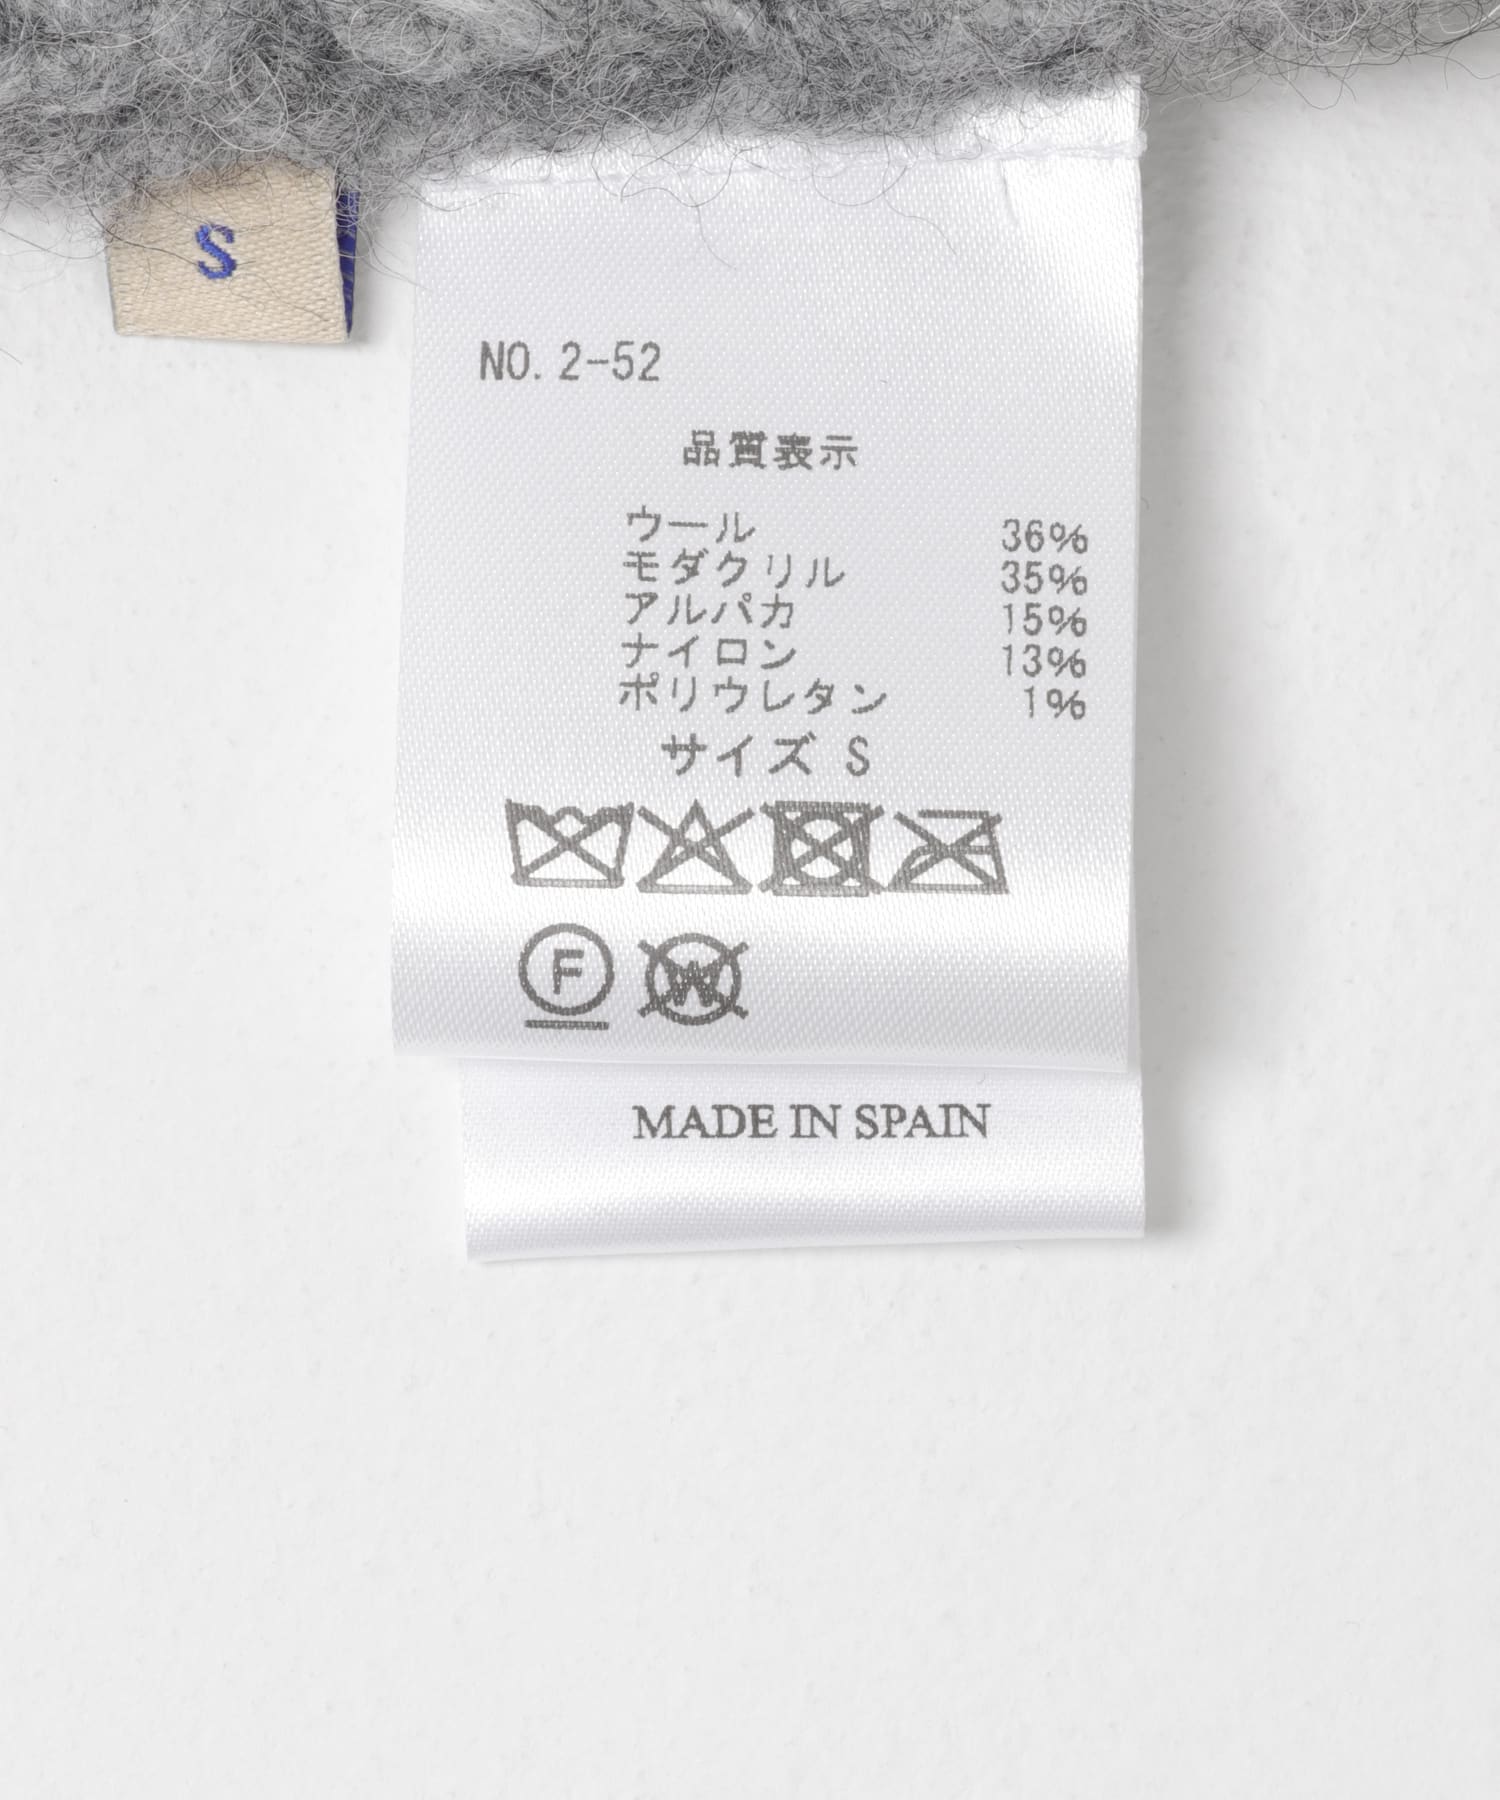 S
NO. 2-52
品質表示
ウール 36%
モダクリル 35%
アルパカ 15%
ナイロン 13%
ポリウレタン 1%
サイズ S
F W
MADE IN SPAIN